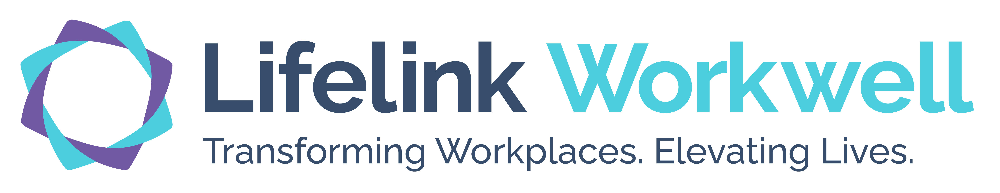 Lifelink Workwell
Transforming Workplaces. Elevating Lives.